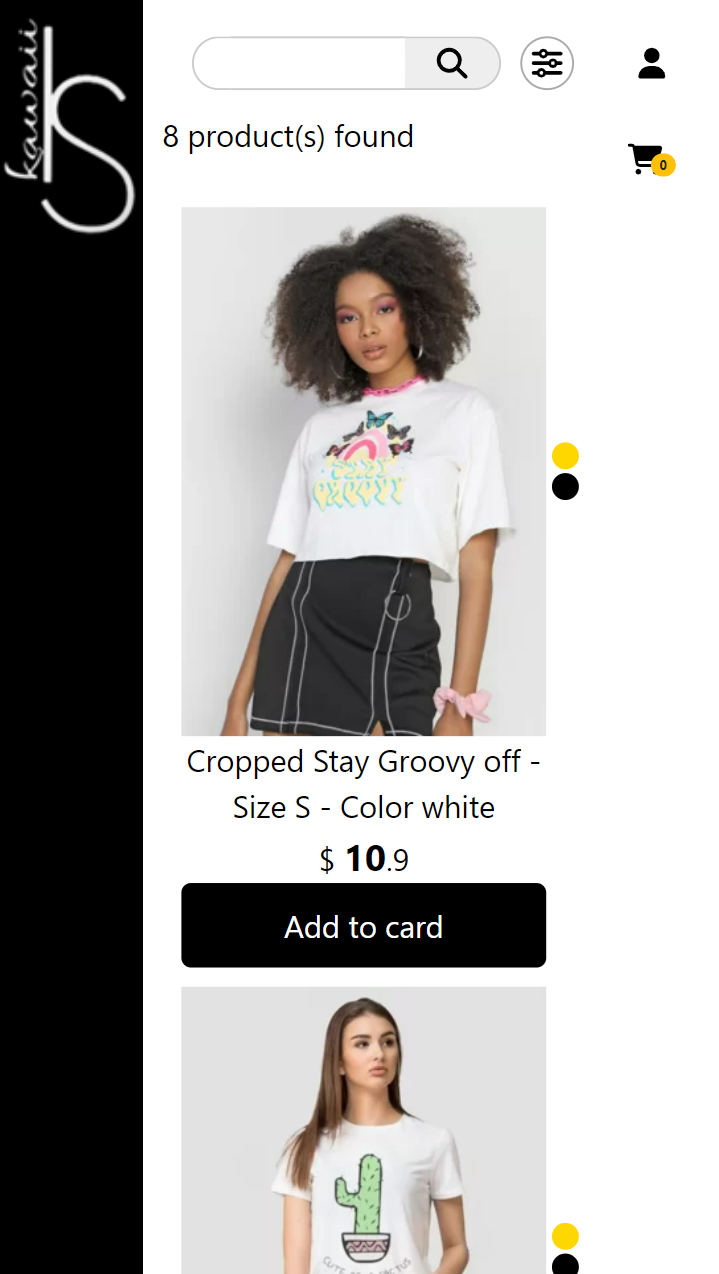 kawaii
S
8 product(s) found
0
STAY
GROOVY
Cropped Stay Groovy off -
Size S - Color white
$ 10.9
Add to card
CUTE
CACTUS